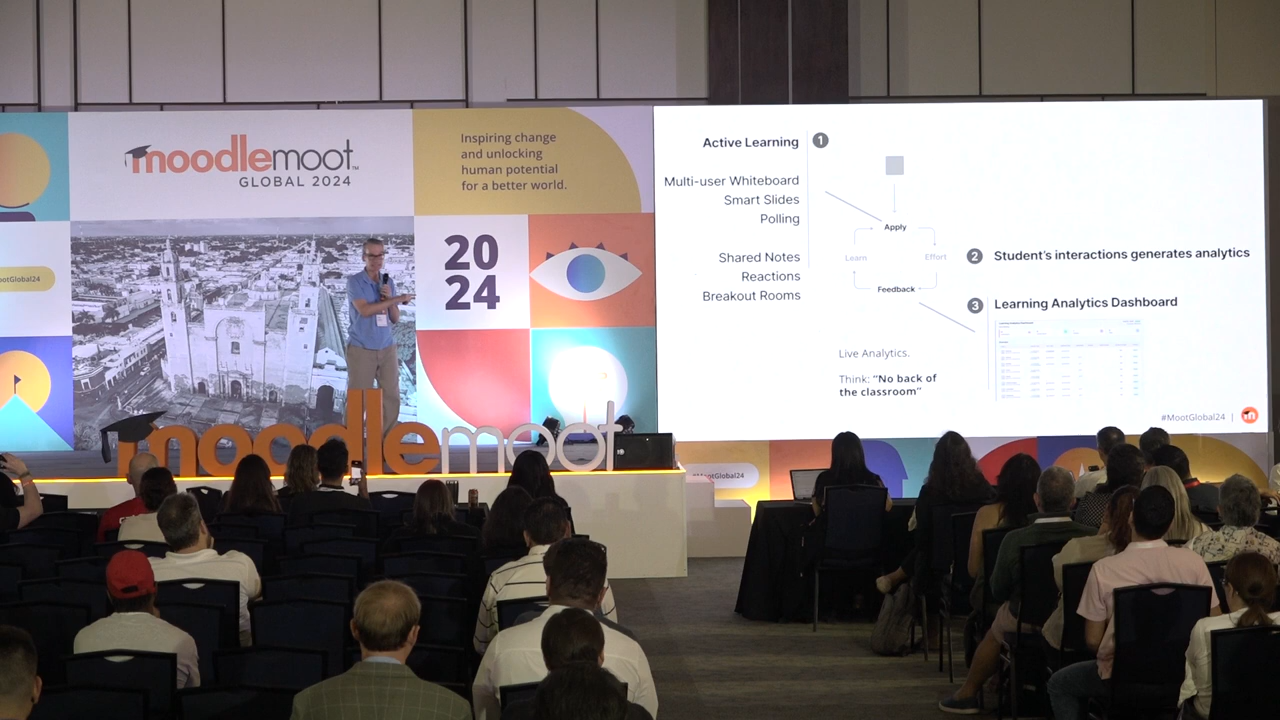 moodlemoot™
GLOBAL 2024
Inspiring change
and unlocking
human potential
for a better world.
20
24
ootGlobal24
moodlemoot
#MootGlobal24
Active Learning
1
Multi-user Whiteboard
Smart Slides
Polling
Shared Notes
Reactions
Breakout Rooms
Apply
Learn
Effort
Feedback
2
Student's interactions generates analytics
3
Learning Analytics Dashboard
Live Analytics.
Think: "No back of
the classroom"
#MootGlobal24 |
m